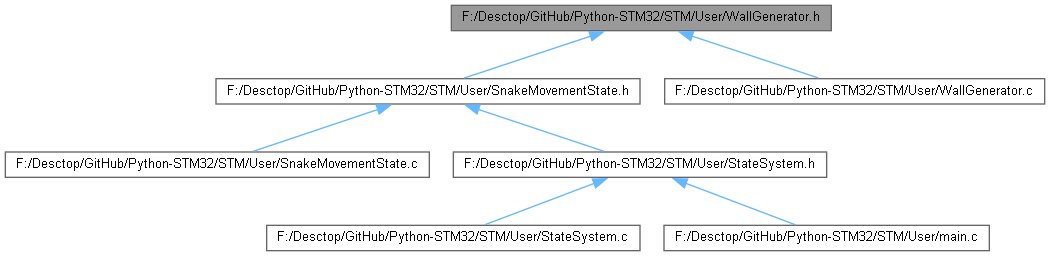 F:/Desctop/GitHub/Python-STM32/STM/User/WallGenerator.h
F:/Desctop/GitHub/Python-STM32/STM/User/SnakeMovementState.h
F:/Desctop/GitHub/Python-STM32/STM/User/WallGenerator.c
F:/Desctop/GitHub/Python-STM32/STM/User/SnakeMovementState.c
F:/Desctop/GitHub/Python-STM32/STM/User/StateSystem.h
F:/Desctop/GitHub/Python-STM32/STM/User/StateSystem.c
F:/Desctop/GitHub/Python-STM32/STM/User/main.c